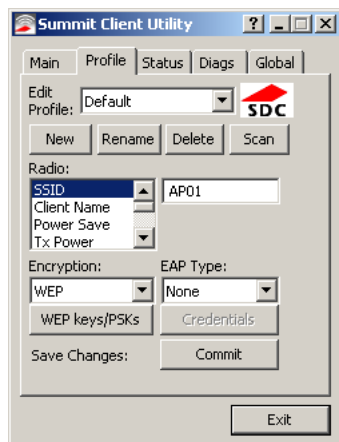 Summit Client Utility
Main Profile Status Diags Global
Edit
Profile: Default
SDC
New Rename Delete Scan
Radio:
SSID AP01
Client Name
Power Save
Tx Power
Encryption: EAP Type:
WEP None
WEP keys/PSKs Credentials
Save Changes: Commit
Exit